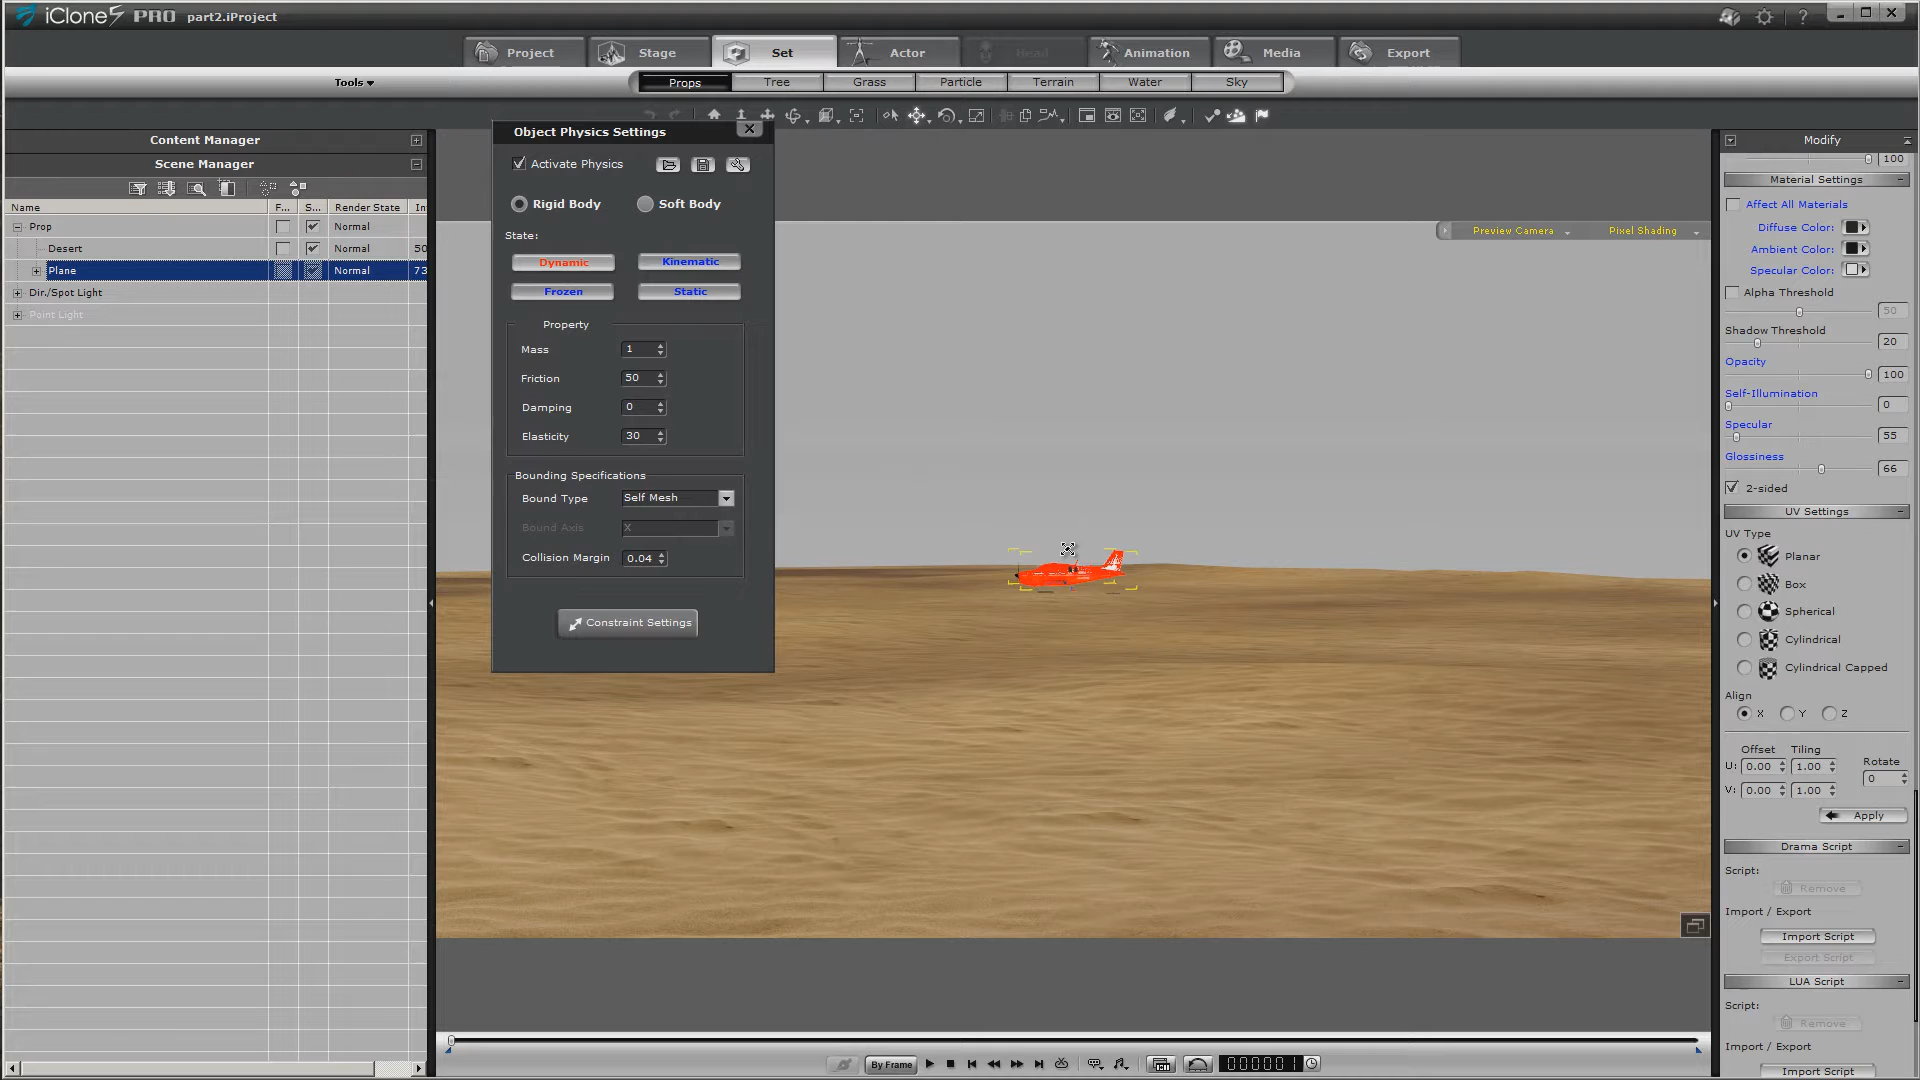 iClone5 PRO part2.iProject
Project Stage Set Actor Head Animation Media Export
Tools
Props Tree Grass Particle Terrain Water Sky
Content Manager
Scene Manager
Name F... S... Render State In
Prop Normal
Desert Normal 50
Plane Normal 73
Dir./Spot Light
Point Light
Object Physics Settings
Activate Physics
Rigid Body Soft Body
State:
Dynamic Kinematic
Frozen Static
Property
Mass 1
Friction 50
Damping 0
Elasticity 30
Bounding Specifications
Bound Type Self Mesh
Bound Axis X
Collision Margin 0.04
Constraint Settings
Preview Camera Pixel Shading
Modify
100
Material Settings
Affect All Materials
Diffuse Color:
Ambient Color:
Specular Color:
Alpha Threshold
50
Shadow Threshold
20
Opacity
100
Self-Illumination
0
Specular
55
Glossiness
66
2-sided
UV Settings
UV Type
Planar
Box
Spherical
Cylindrical
Cylindrical Capped
Align
X Y Z
Offset Tiling Rotate
U: 0.00 1.00 0
V: 0.00 1.00
Apply
Drama Script
Script:
Remove
Import / Export
Import Script
Export Script
LUA Script
Script:
Remove
Import / Export
Import Script
By Frame 000001